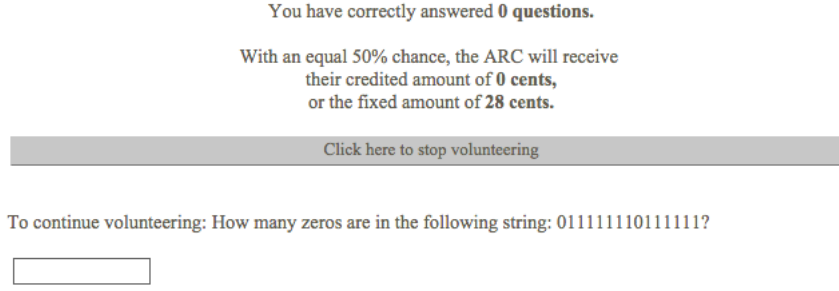 You have correctly answered 0 questions.
With an equal 50% chance, the ARC will receive
their credited amount of 0 cents,
or the fixed amount of 28 cents.
Click here to stop volunteering
To continue volunteering: How many zeros are in the following string: 011111110111111?